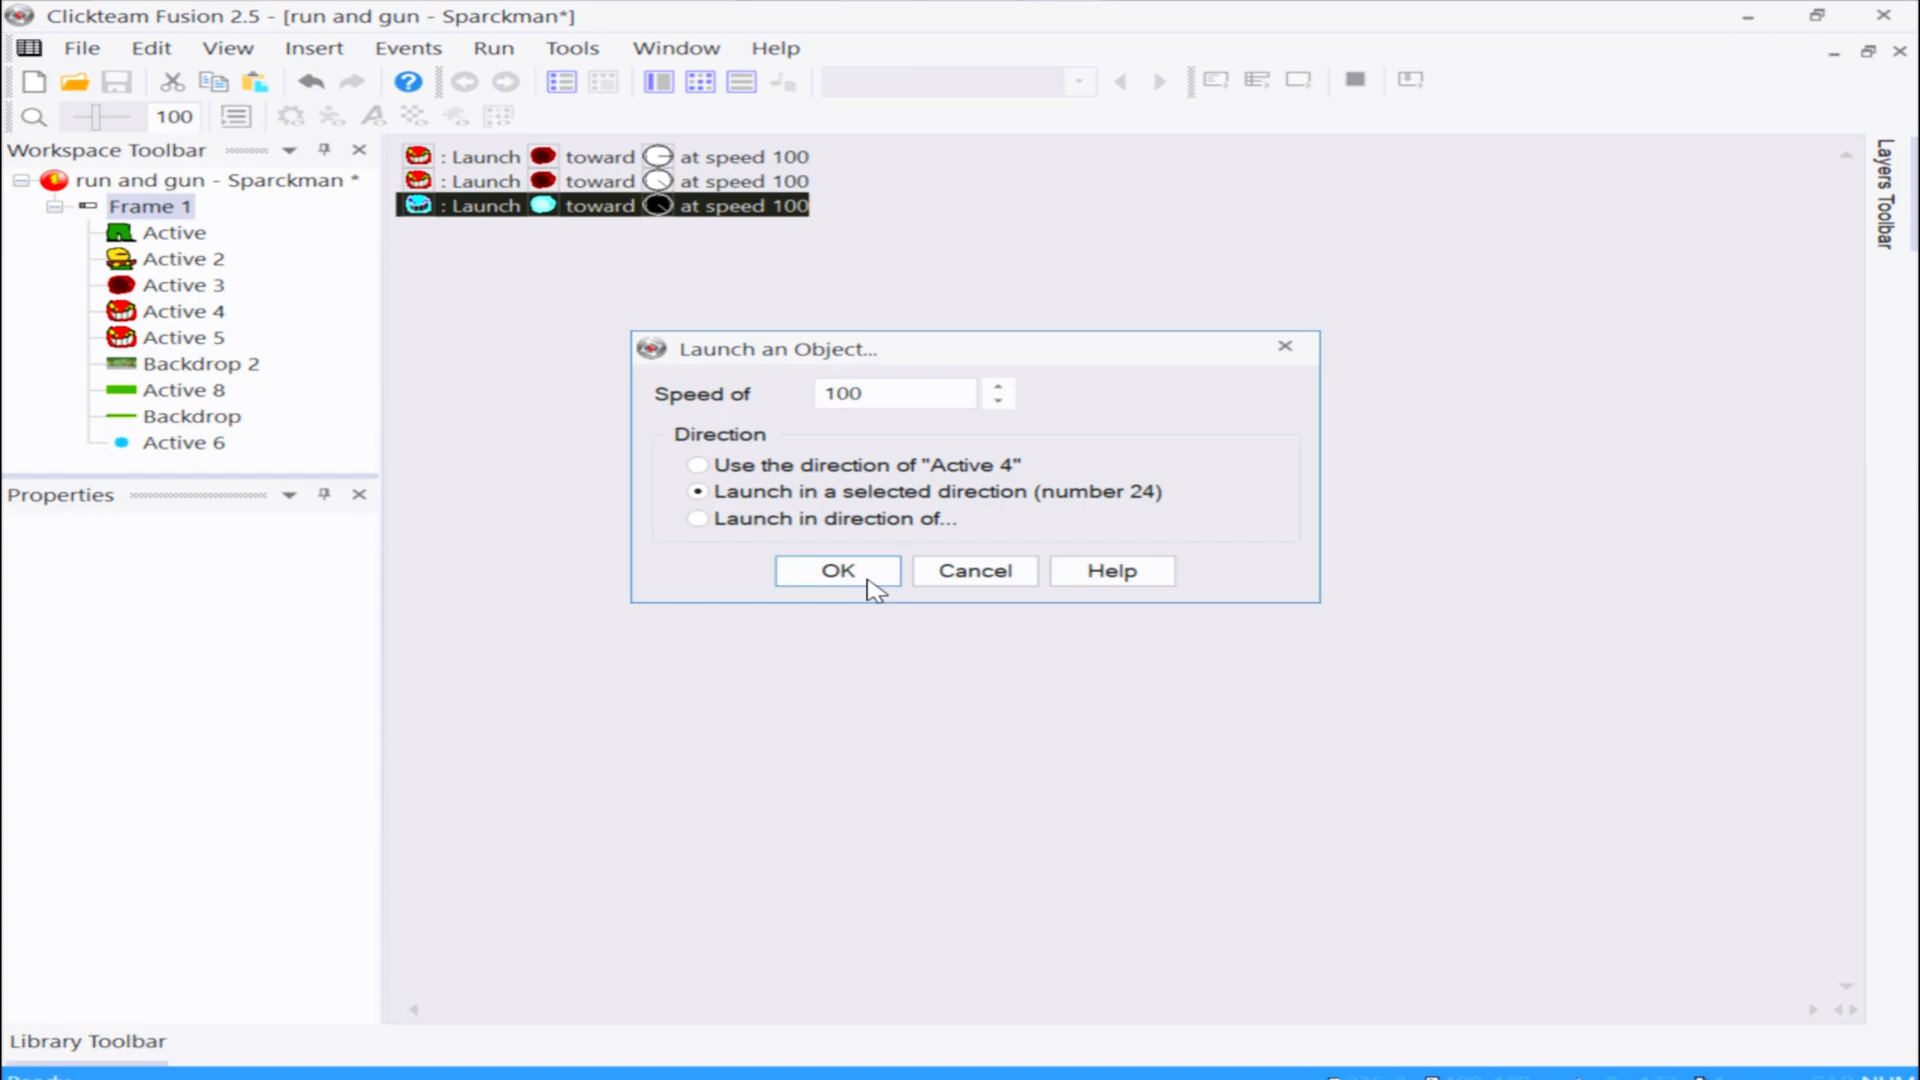 Clickteam Fusion 2.5 - [run and gun - Sparckman*]
File Edit View Insert Events Run Tools Window Help
100
Workspace Toolbar
run and gun - Sparckman *
Frame 1
Active
Active 2
Active 3
Active 4
Active 5
Backdrop 2
Active 8
Backdrop
Active 6
Properties
: Launch toward at speed 100
: Launch toward at speed 100
: Launch toward at speed 100
Launch an Object...
Speed of 100
Direction
Use the direction of "Active 4"
Launch in a selected direction (number 24)
Launch in direction of...
OK Cancel Help
Layers Toolbar
Library Toolbar